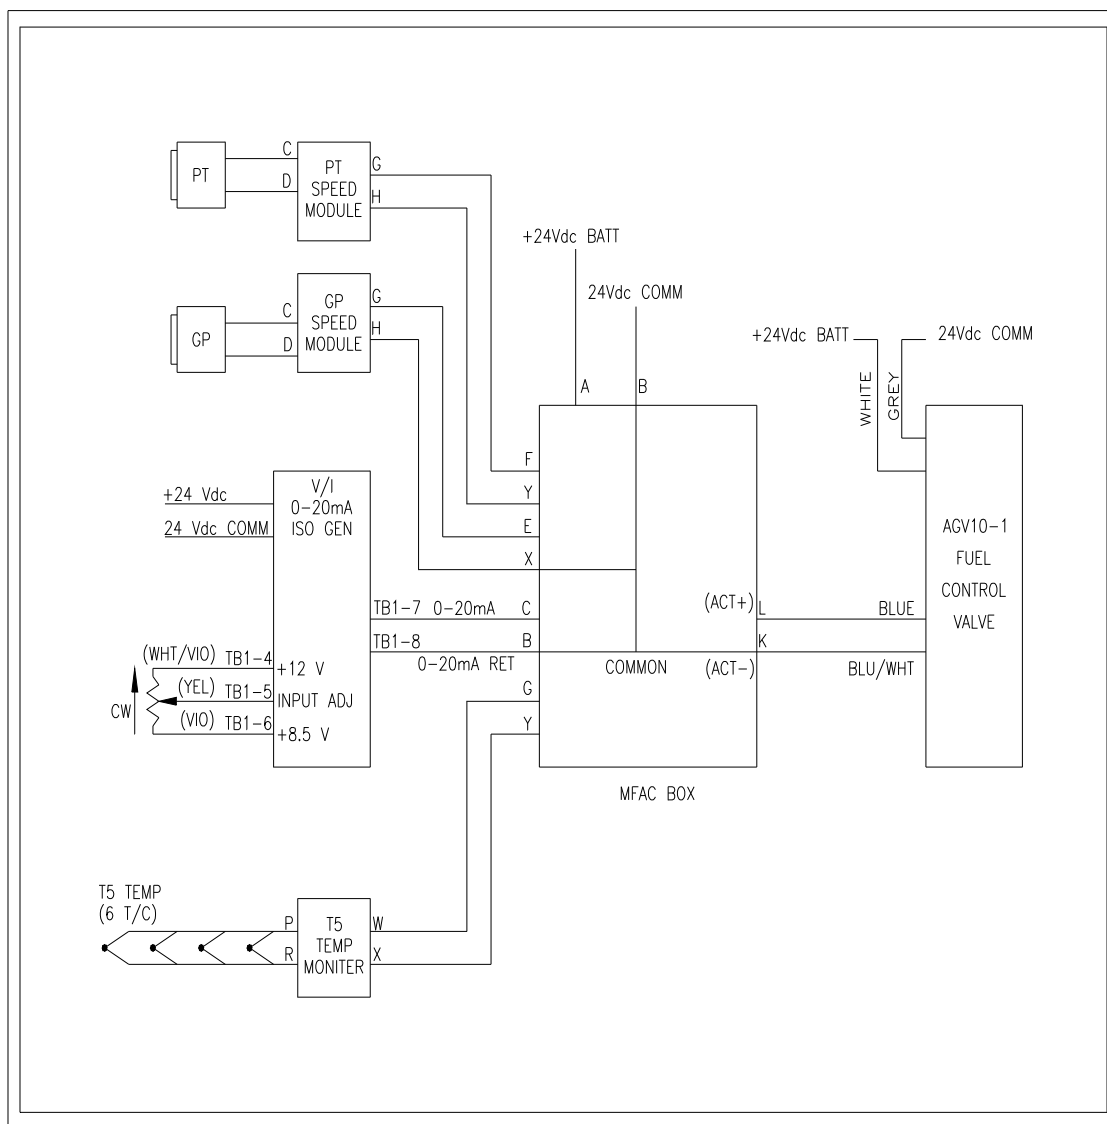 C
PT
D
PT
SPEED
MODULE
G
H
C
GP
D
GP
SPEED
MODULE
G
H
+24Vdc BATT
24Vdc COMM
+24Vdc BATT
24Vdc COMM
WHITE
GREY
A
B
F
Y
E
X
+24 Vdc
24 Vdc COMM
V/I
0-20mA
ISO GEN
TB1-7 0-20mA C
TB1-8 B
0-20mA RET
G
Y
COMMON
(ACT+) L BLUE
K
(ACT-) BLU/WHT
AGV10-1
FUEL
CONTROL
VALVE
(WHT/VIO) TB1-4
+12 V
(YEL) TB1-5
INPUT ADJ
CW
(VIO) TB1-6
+8.5 V
MFAC BOX
T5 TEMP
(6 T/C)
P
R
T5
TEMP
MONITER
W
X